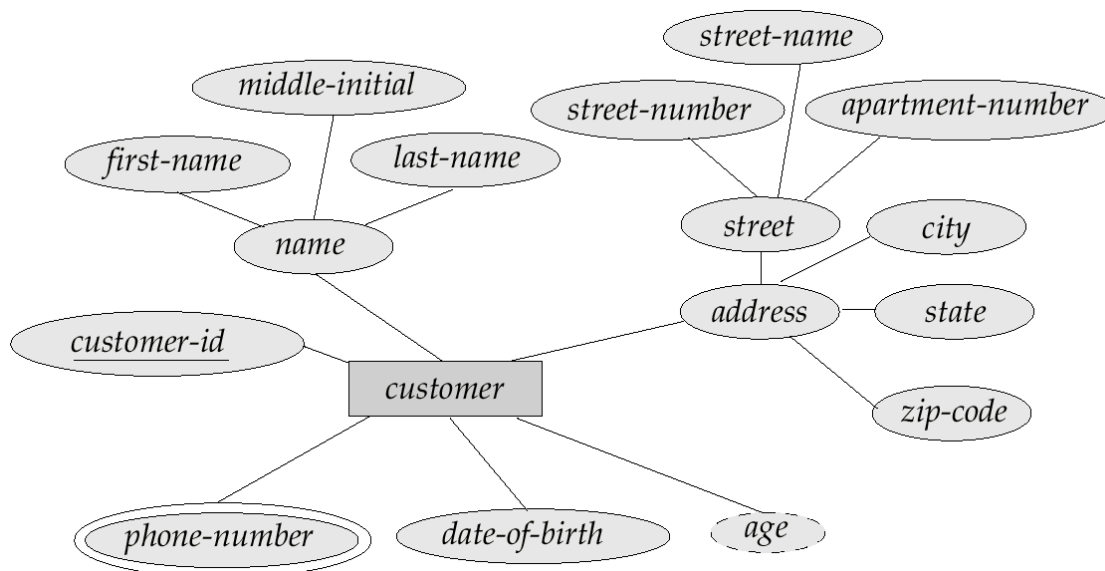 street-name
middle-initial
street-number
apartment-number
first-name
last-name
street
city
name
address
state
customer-id
customer
zip-code
phone-number
date-of-birth
age